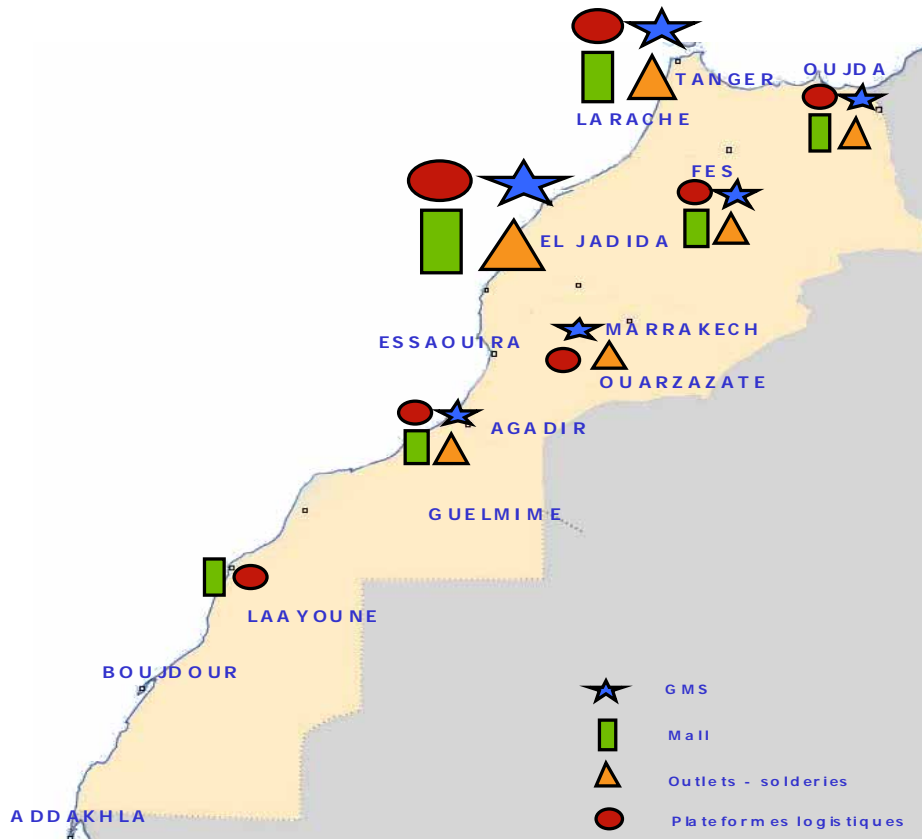 OUJDA
TANGER
LARACHE
FES
EL JADIDA
MARRAKECH
ESSAOUIRA
OUARZAZATE
AGADIR
GUELMIME
LAAYOUNE
BOUJDOUR
ADDAKHLA
GMS
Mall
Outlets - solderies
Plateformes logistiques